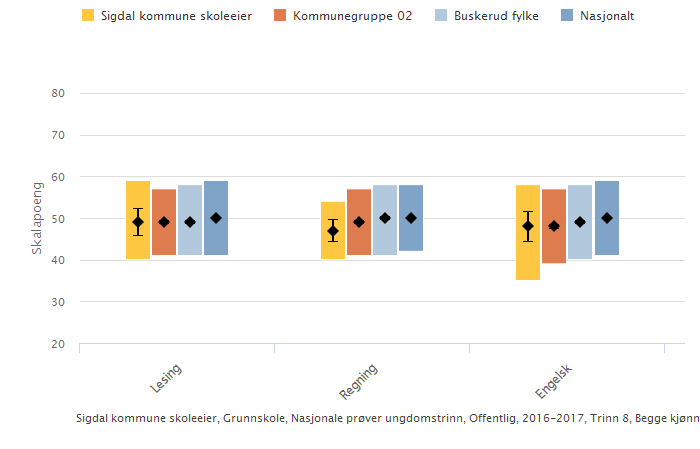 Sigdal kommune skoleeier Kommunegruppe 02 Buskerud fylke Nasjonalt
80
70
60
50
40
30
20
Skalapoeng
Lesing Regning Engelsk
Sigdal kommune skoleeier, Grunnskole, Nasjonale prøver ungdomstrinn, Offentlig, 2016-2017, Trinn 8, Begge kjønn